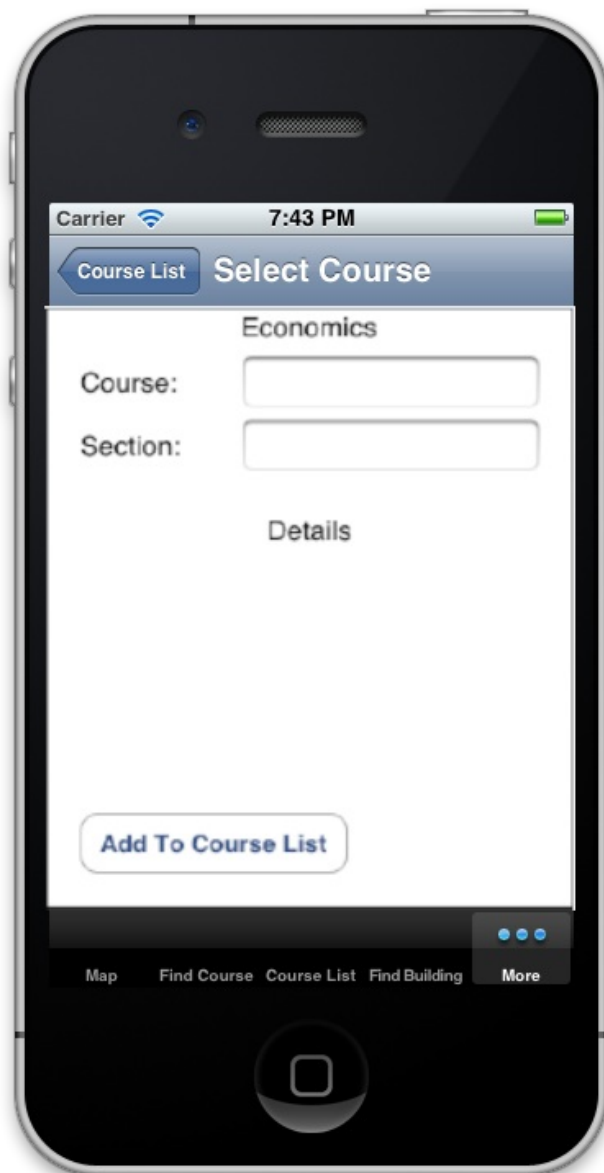 Carrier 7:43 PM
Course List Select Course
Economics
Course:
Section:
Details
Add To Course List
Map Find Course Course List Find Building More